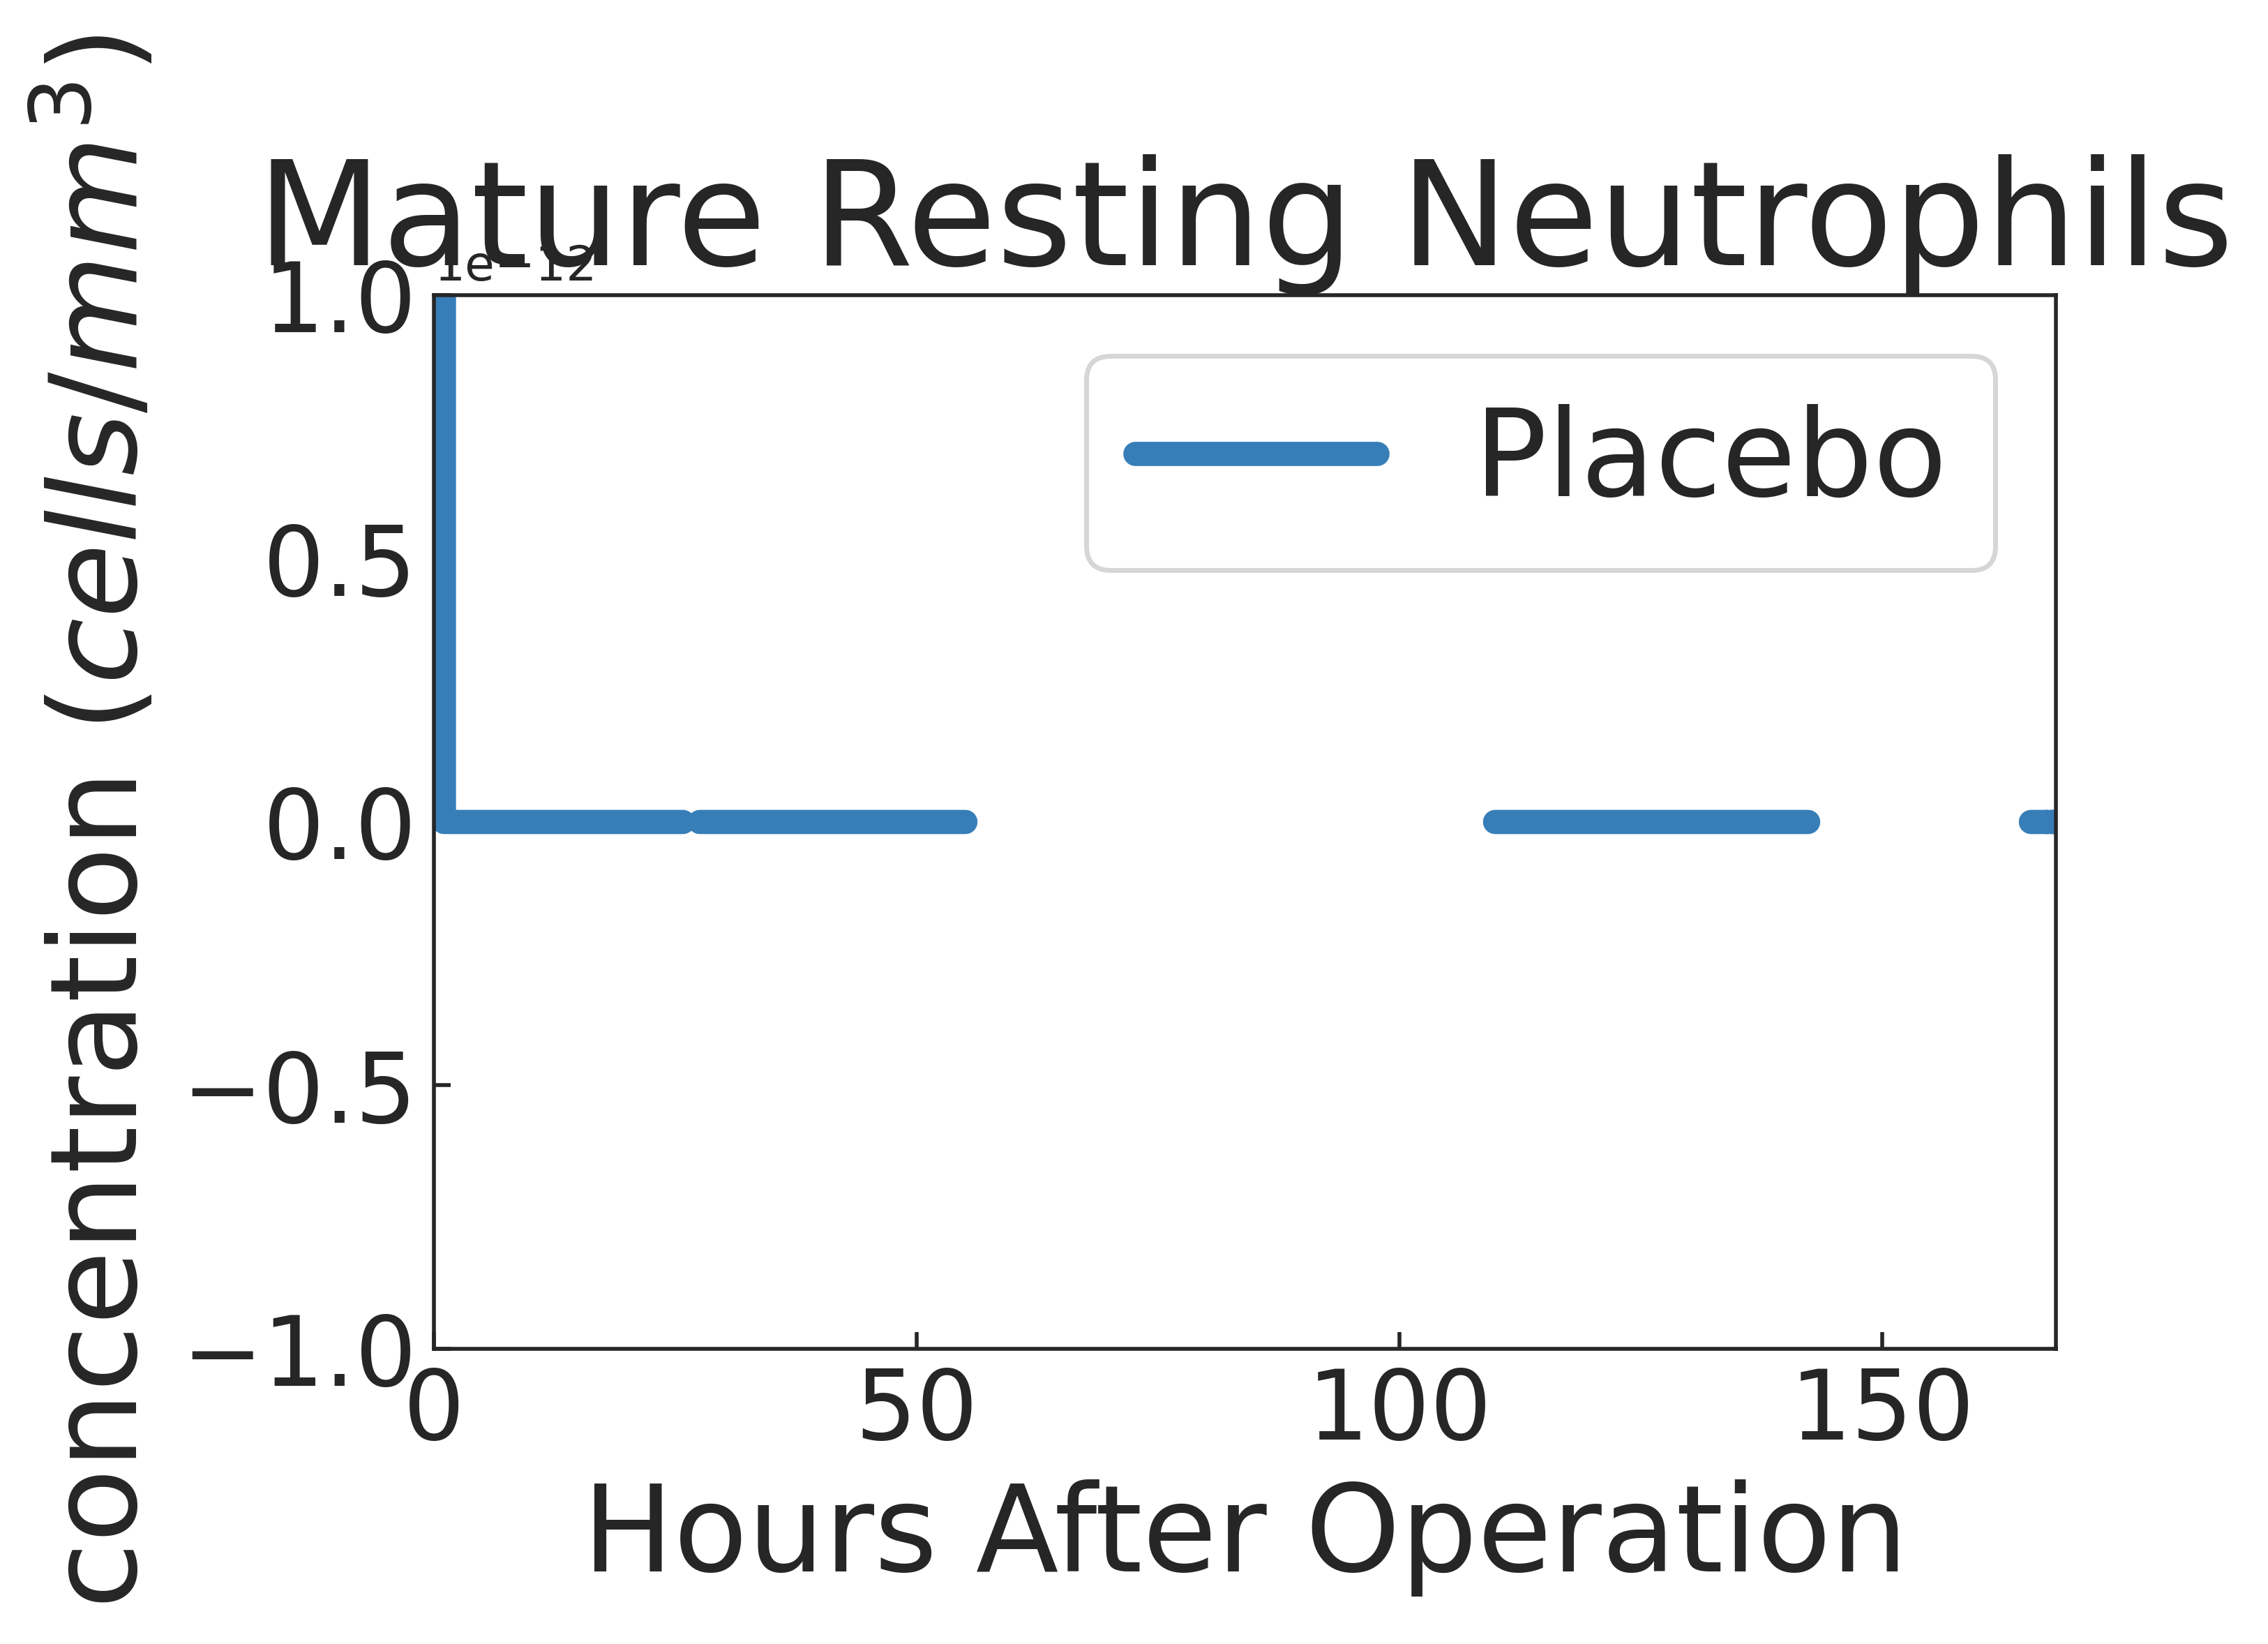 Mature Resting Neutrophils
1e−12
concentration (cells/mm³)
1.0
0.5
0.0
−0.5
−1.0
Placebo
0 50 100 150
Hours After Operation